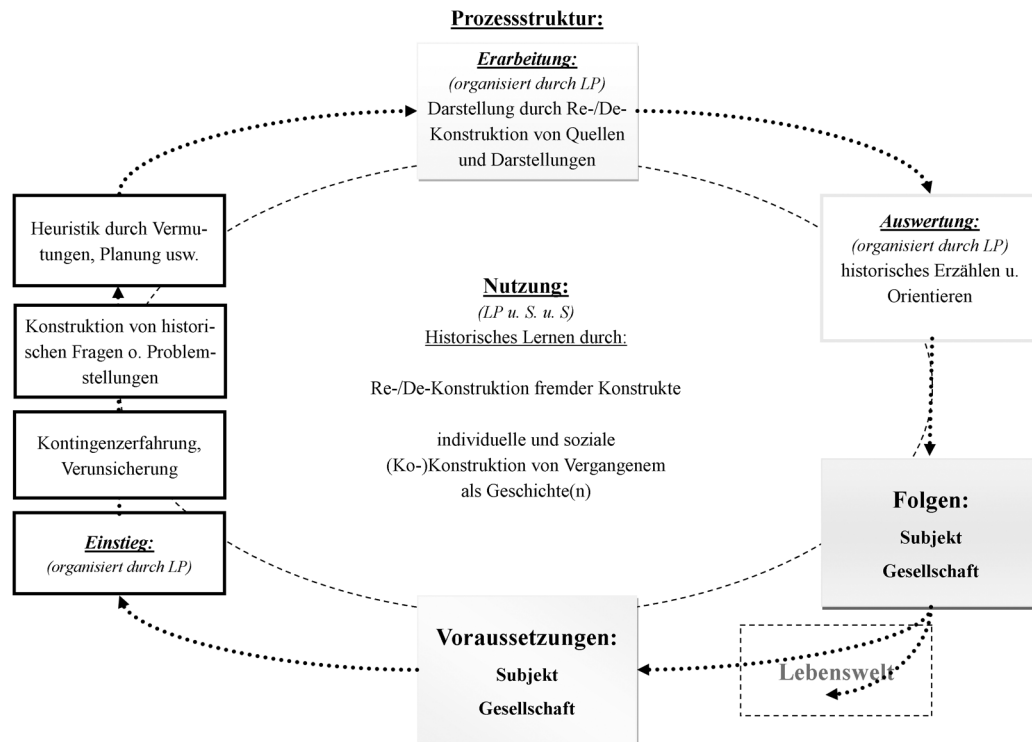 Prozessstruktur:
Erarbeitung:
(organisiert durch LP)
Darstellung durch Re-/De-
Konstruktion von Quellen
und Darstellungen
Heuristik durch Vermu-
tungen, Planung usw.
Konstruktion von histori-
schen Fragen o. Problem-
stellungen
Kontingenzerfahrung,
Verunsicherung
Einstieg:
(organisiert durch LP)
Nutzung:
(LP u. S. u. S)
Historisches Lernen durch:
Re-/De-Konstruktion fremder Konstrukte
individuelle und soziale
(Ko-)Konstruktion von Vergangenem
als Geschichte(n)
Auswertung:
(organisiert durch LP)
historisches Erzählen u.
Orientieren
Folgen:
Subjekt
Gesellschaft
Voraussetzungen:
Subjekt
Gesellschaft
Lebenswelt